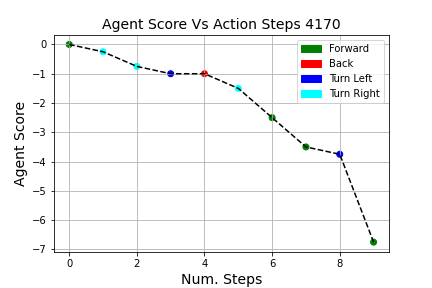 Agent Score Vs Action Steps 4170
Agent Score
0
−1
−2
−3
−4
−5
−6
−7
Forward
Back
Turn Left
Turn Right
0 2 4 6 8
Num. Steps